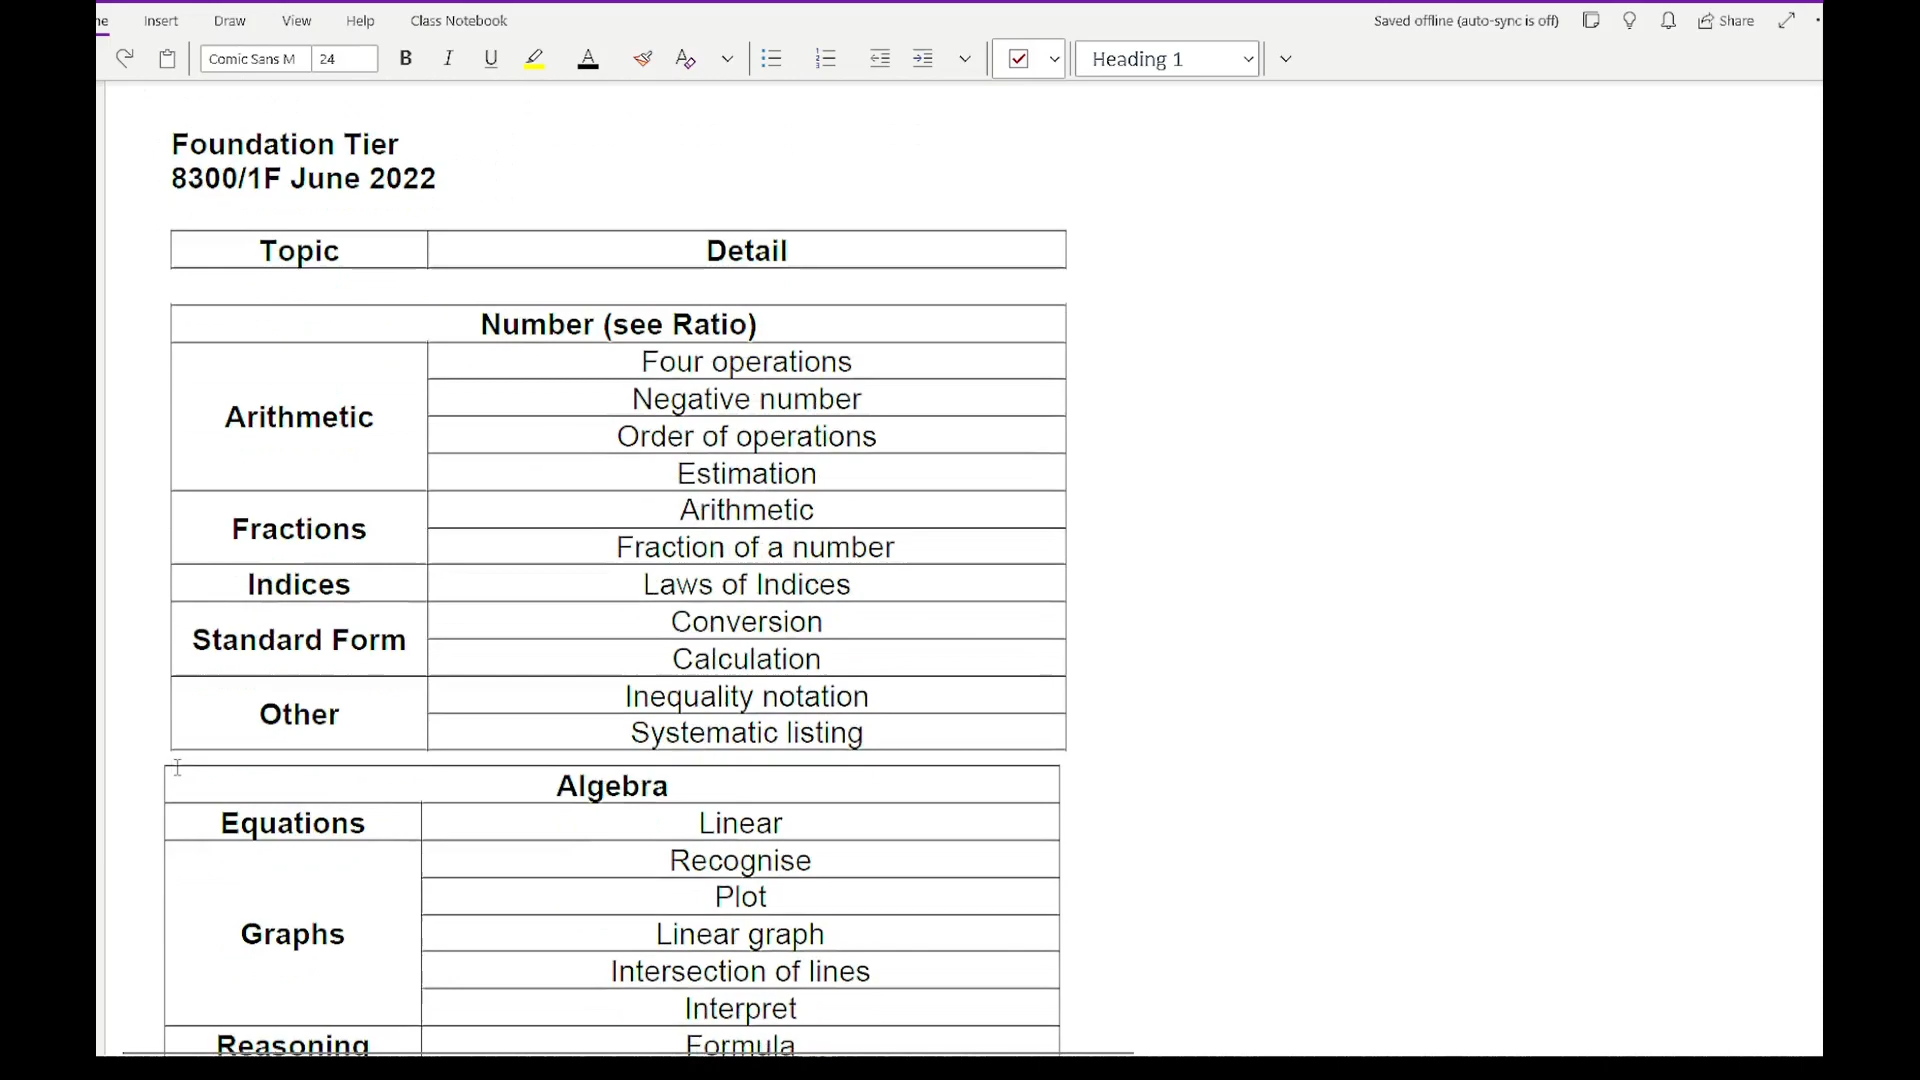 Insert Draw View Help Class Notebook Saved offline (auto-sync is off) Share
Comic Sans M 24 B I U A Heading 1
Foundation Tier
8300/1F June 2022
Topic Detail
Number (see Ratio)
Arithmetic
Four operations
Negative number
Order of operations
Estimation
Fractions
Arithmetic
Fraction of a number
Indices Laws of Indices
Standard Form
Conversion
Calculation
Other
Inequality notation
Systematic listing
Algebra
Equations Linear
Graphs
Recognise
Plot
Linear graph
Intersection of lines
Interpret
Reasoning Formula